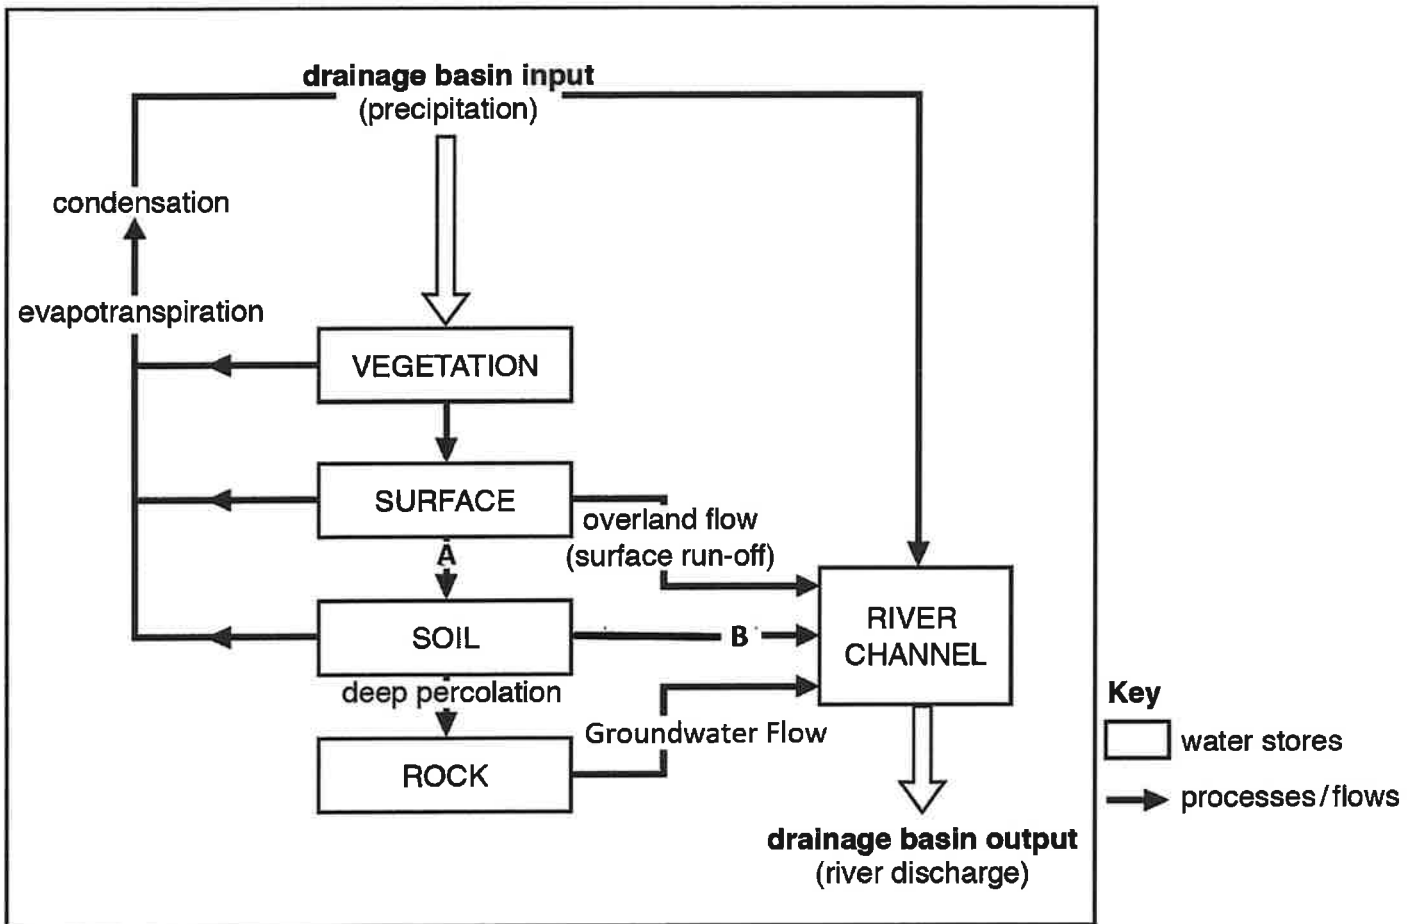 drainage basin input
(precipitation)
condensation
evapotranspiration
VEGETATION
SURFACE
overland flow
(surface run-off)
A
SOIL
B
RIVER
CHANNEL
deep percolation
Groundwater Flow
ROCK
drainage basin output
(river discharge)
Key
water stores
processes/flows